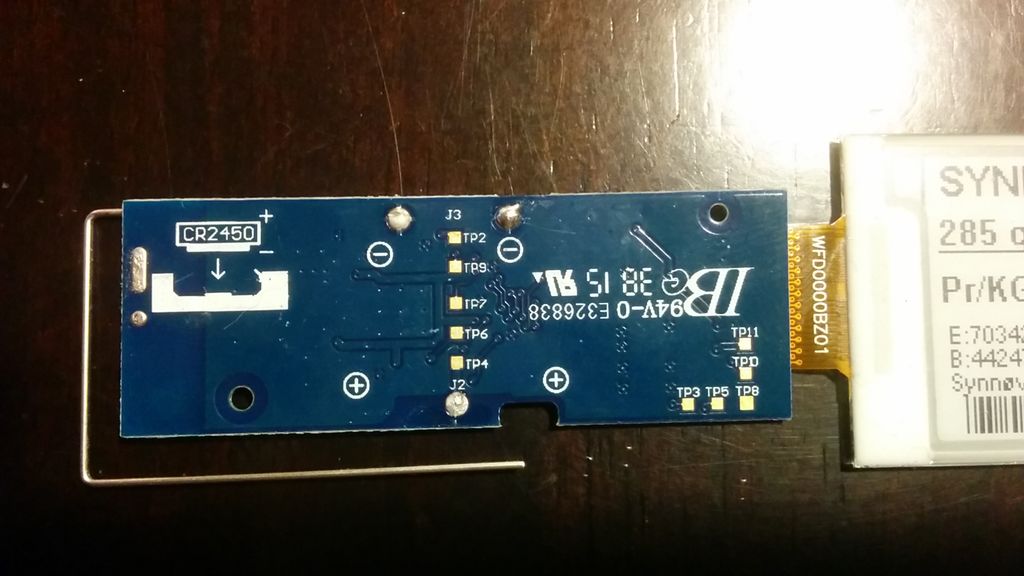 CR2450
+
−
J3
TP2
TP9
TP7
TP6
TP4
J2
38 15
94V-0 E326838
TP11
TP10
TP3 TP5 TP8
WFD0000BZ01
SYN
285
Pr/KG
E:7034
B:4424
Synnøv